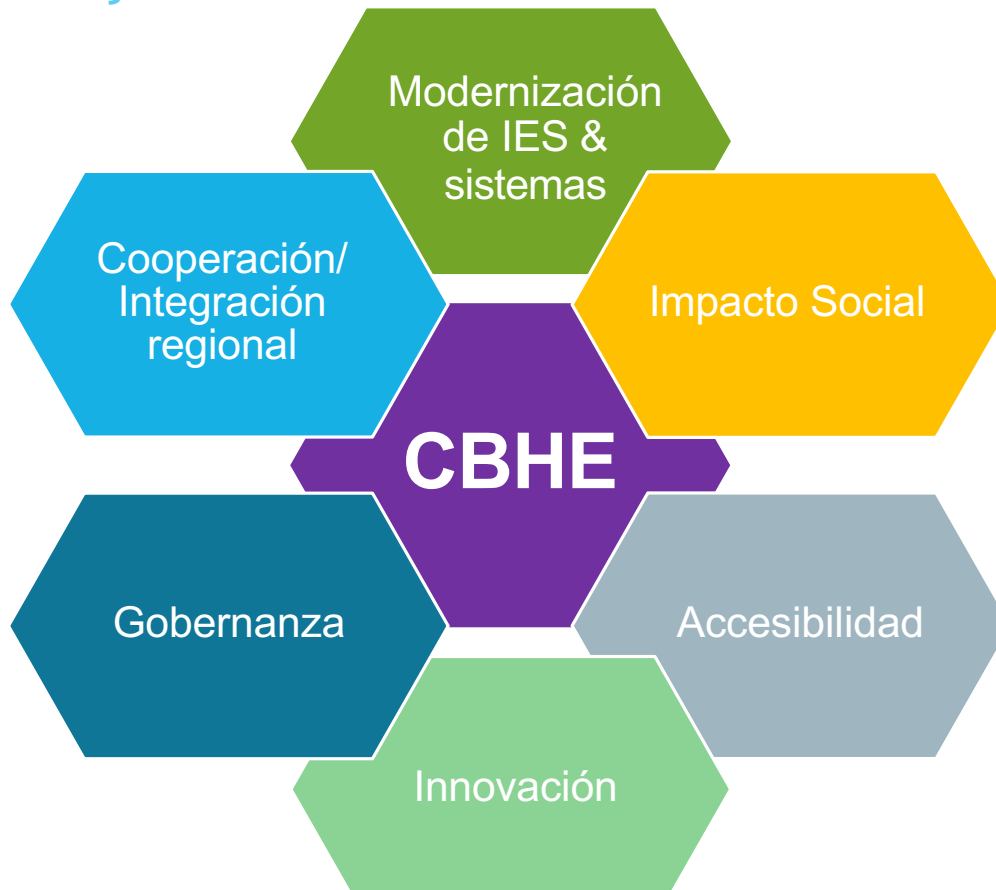 Modernización
de IES &
sistemas
Cooperación/
Integración
regional
Impacto Social
CBHE
Gobernanza
Accesibilidad
Innovación